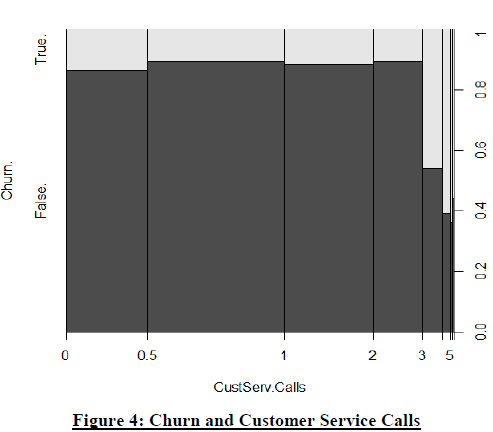 True.
False.
Churn.
1
0.8
0.6
0.4
0.2
0.0
0 0.5 1 2 3 5
CustServ.Calls
Figure 4: Churn and Customer Service Calls